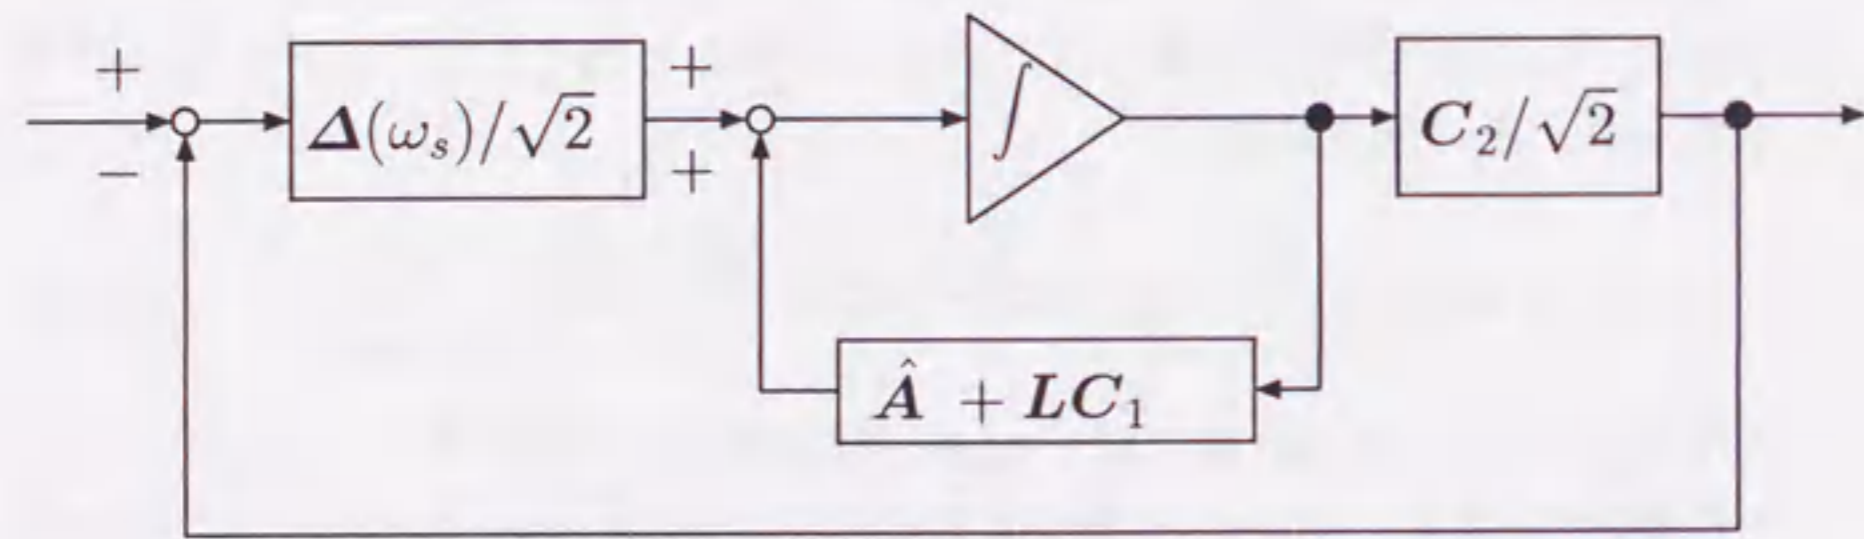 +
−
Δ(ω_s)/√2
+
+
∫
C_2/√2
Â + LC_1